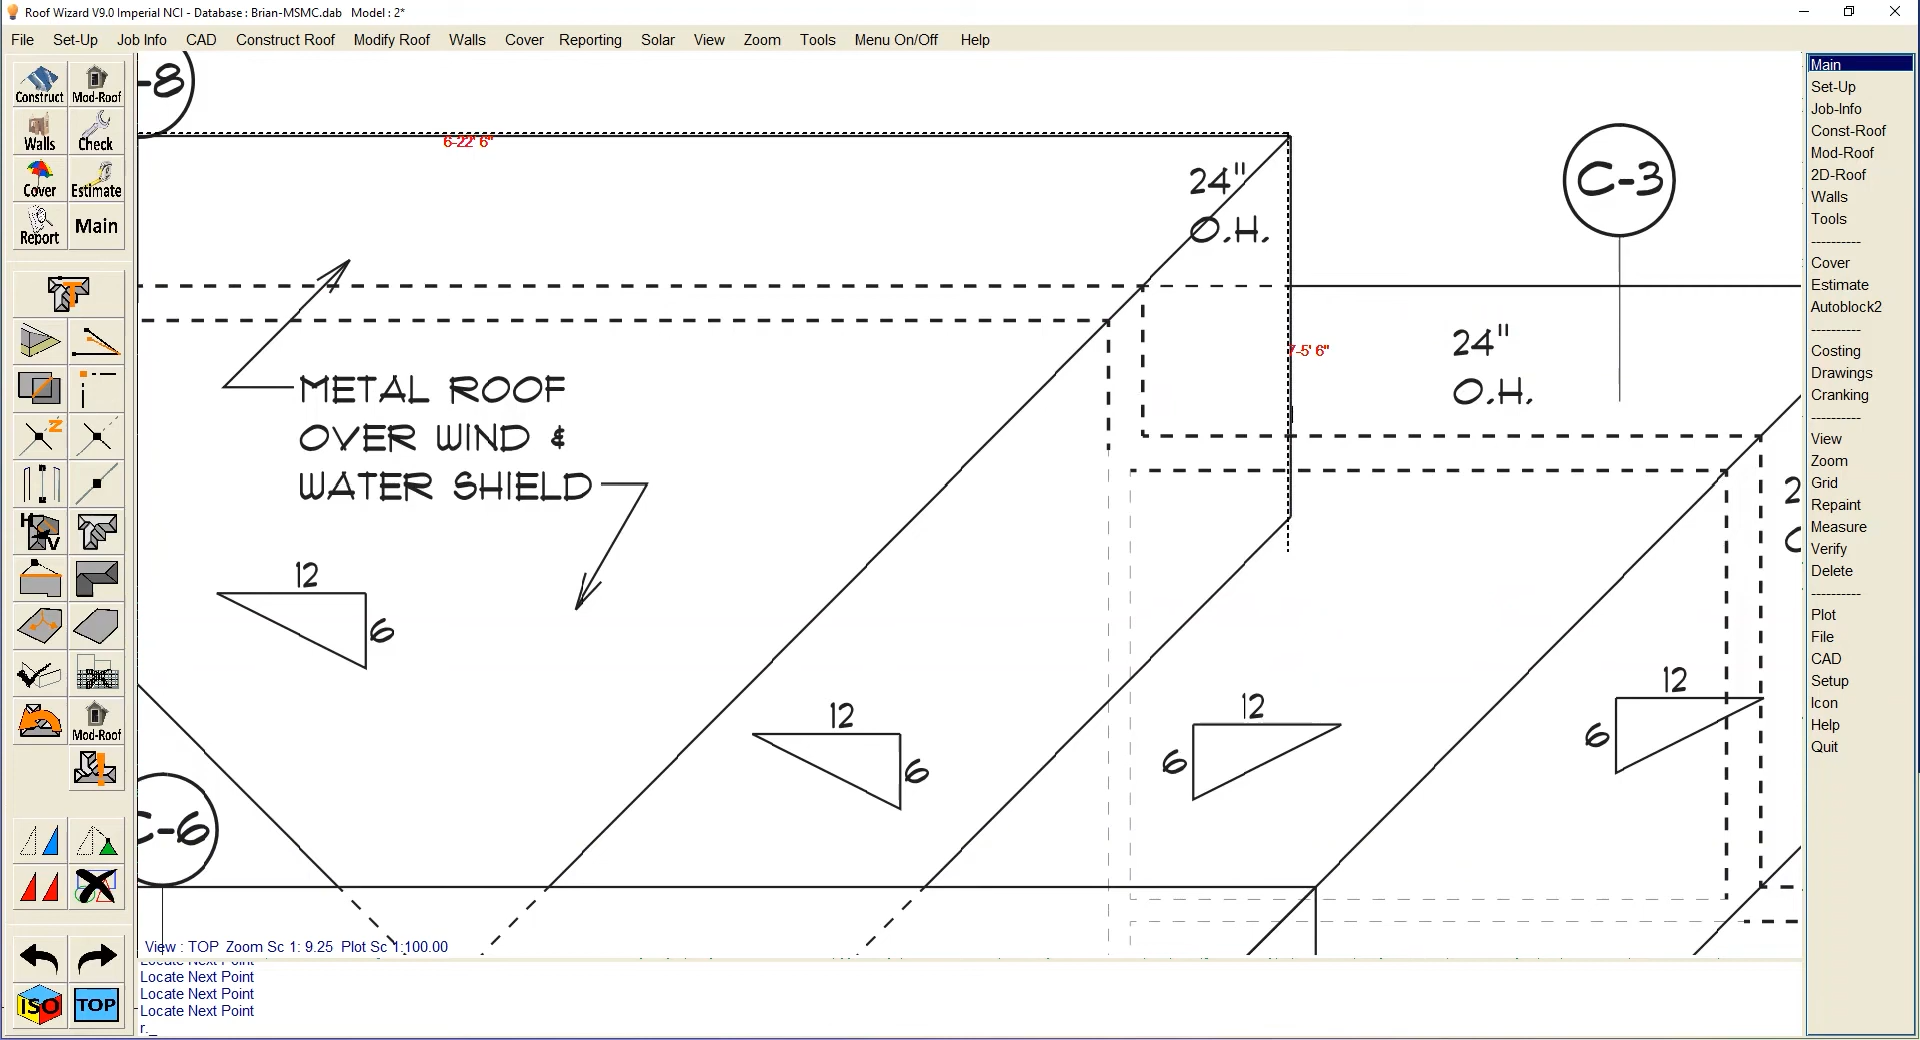 Roof Wizard V9.0 Imperial NCI - Database : Brian-MSMC.dab Model : 2*
File Set-Up Job Info CAD Construct Roof Modify Roof Walls Cover Reporting Solar View Zoom Tools Menu On/Off Help
Construct Mod-Roof
Walls Check
Cover Estimate
Report Main
H
V
Z
Mod-Roof
ISO TOP
-8
6-22' 6"
24"
O.H.
C-3
7-5' 6"
24"
O.H.
METAL ROOF
OVER WIND &
WATER SHIELD
12
6
12
6
12
6
12
6
2
C-6
View : TOP Zoom Sc 1: 9.25 Plot Sc 1:100.00
Locate Next Point
Locate Next Point
Locate Next Point
Locate Next Point
r._
Main
Set-Up
Job-Info
Const-Roof
Mod-Roof
2D-Roof
Walls
Tools
----------
Cover
Estimate
Autoblock2
----------
Costing
Drawings
Cranking
----------
View
Zoom
Grid
Repaint
Measure
Verify
Delete
----------
Plot
File
CAD
Setup
Icon
Help
Quit